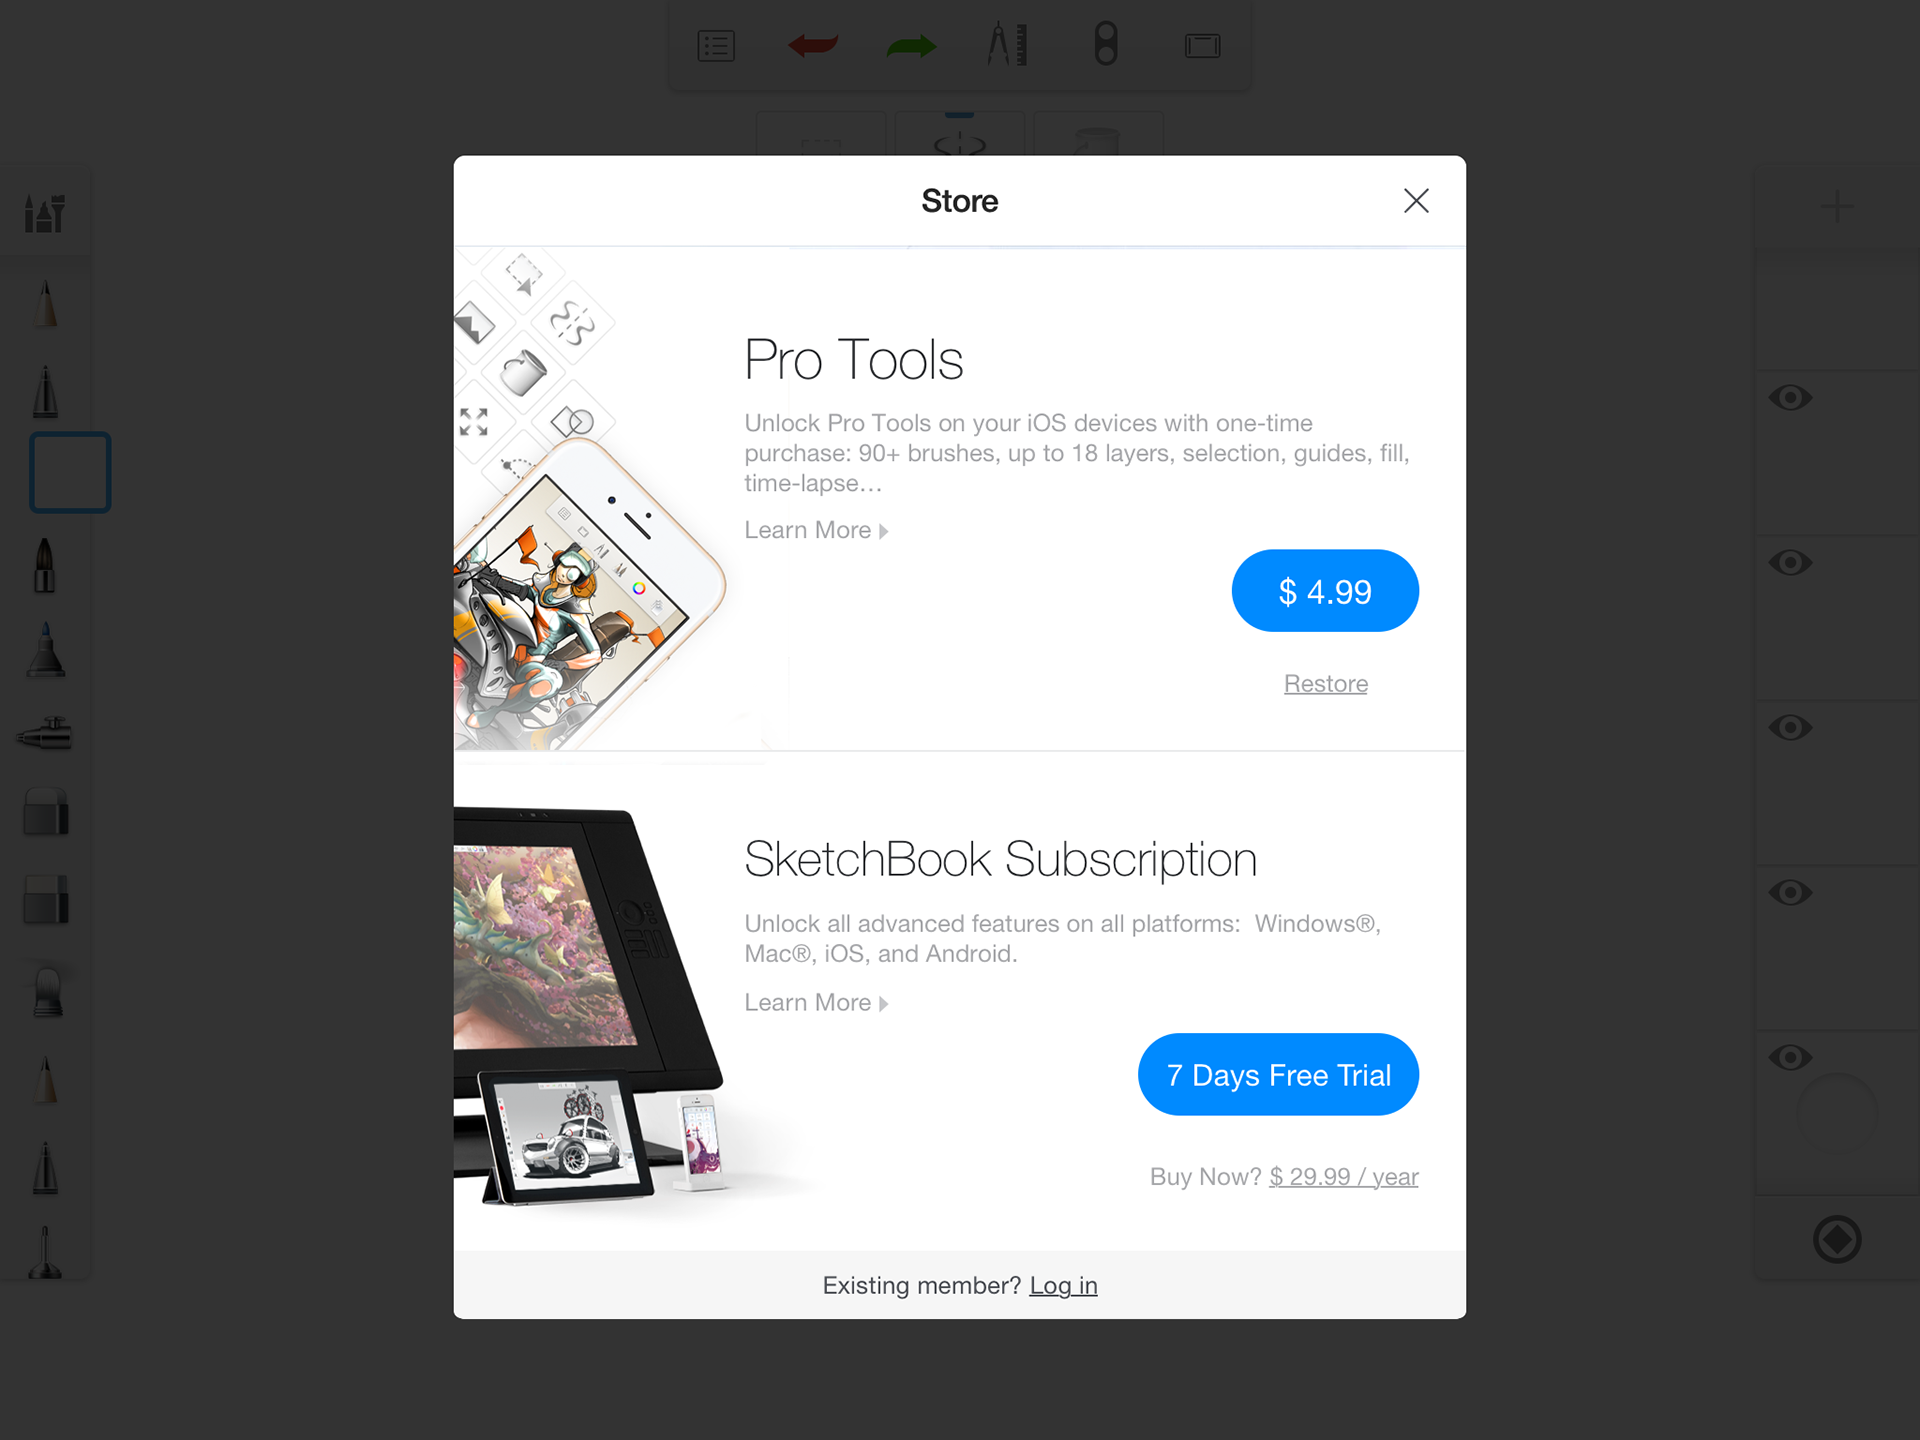 Store
Pro Tools
Unlock Pro Tools on your iOS devices with one-time
purchase: 90+ brushes, up to 18 layers, selection, guides, fill,
time-lapse…
Learn More
$ 4.99
Restore
SketchBook Subscription
Unlock all advanced features on all platforms:  Windows®,
Mac®, iOS, and Android.
Learn More
7 Days Free Trial
Buy Now? $ 29.99 / year
Existing member? Log in